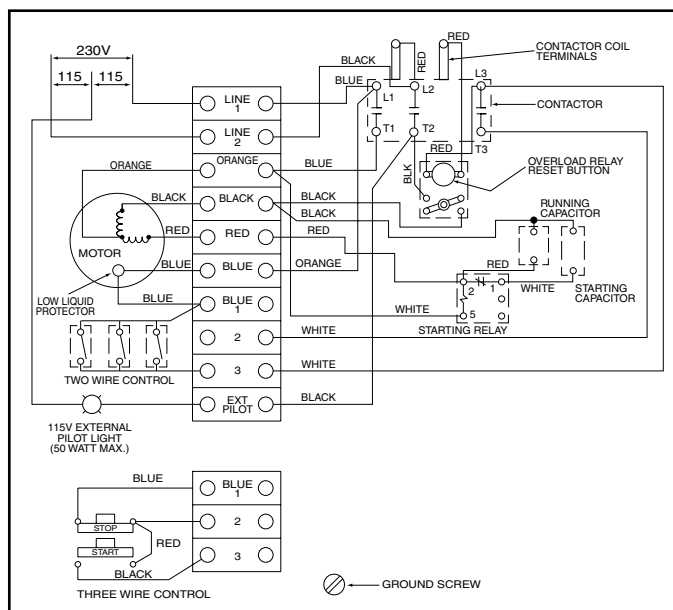 230V
115 115
LINE
1
LINE
2
ORANGE
ORANGE
BLACK
BLACK
RED
RED
MOTOR
BLUE
BLUE
LOW LIQUID
PROTECTOR
BLUE
BLUE
1
2
3
TWO WIRE CONTROL
EXT
PILOT
115V EXTERNAL
PILOT LIGHT
(50 WATT MAX.)
BLACK
BLUE
RED
RED
CONTACTOR COIL
TERMINALS
L1
L2
L3
CONTACTOR
T1
T2
T3
BLUE
RED
BLK
OVERLOAD RELAY
RESET BUTTON
BLACK
BLACK
RED
RUNNING
CAPACITOR
ORANGE
RED
2
1
5
WHITE
STARTING
CAPACITOR
WHITE
STARTING RELAY
WHITE
WHITE
BLACK
BLUE
BLUE
1
STOP
2
RED
START
3
BLACK
THREE WIRE CONTROL
GROUND SCREW